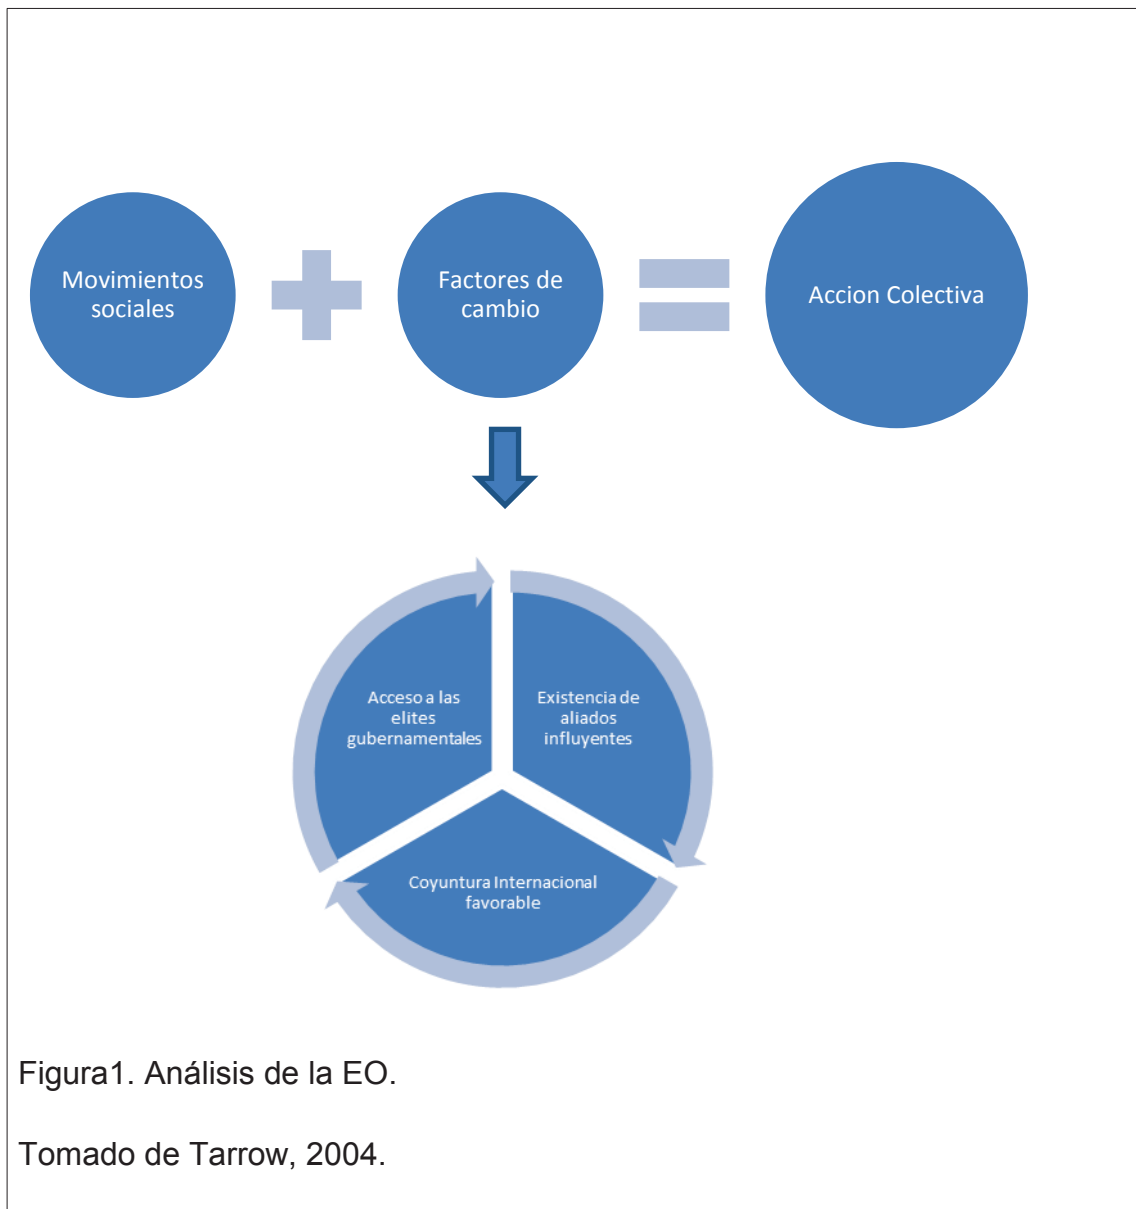 Movimientos
sociales
Factores de
cambio
Accion Colectiva
Acceso a las
elites
gubernamentales
Existencia de
aliados
influyentes
Coyuntura Internacional
favorable
Figura1. Análisis de la EO.
Tomado de Tarrow, 2004.